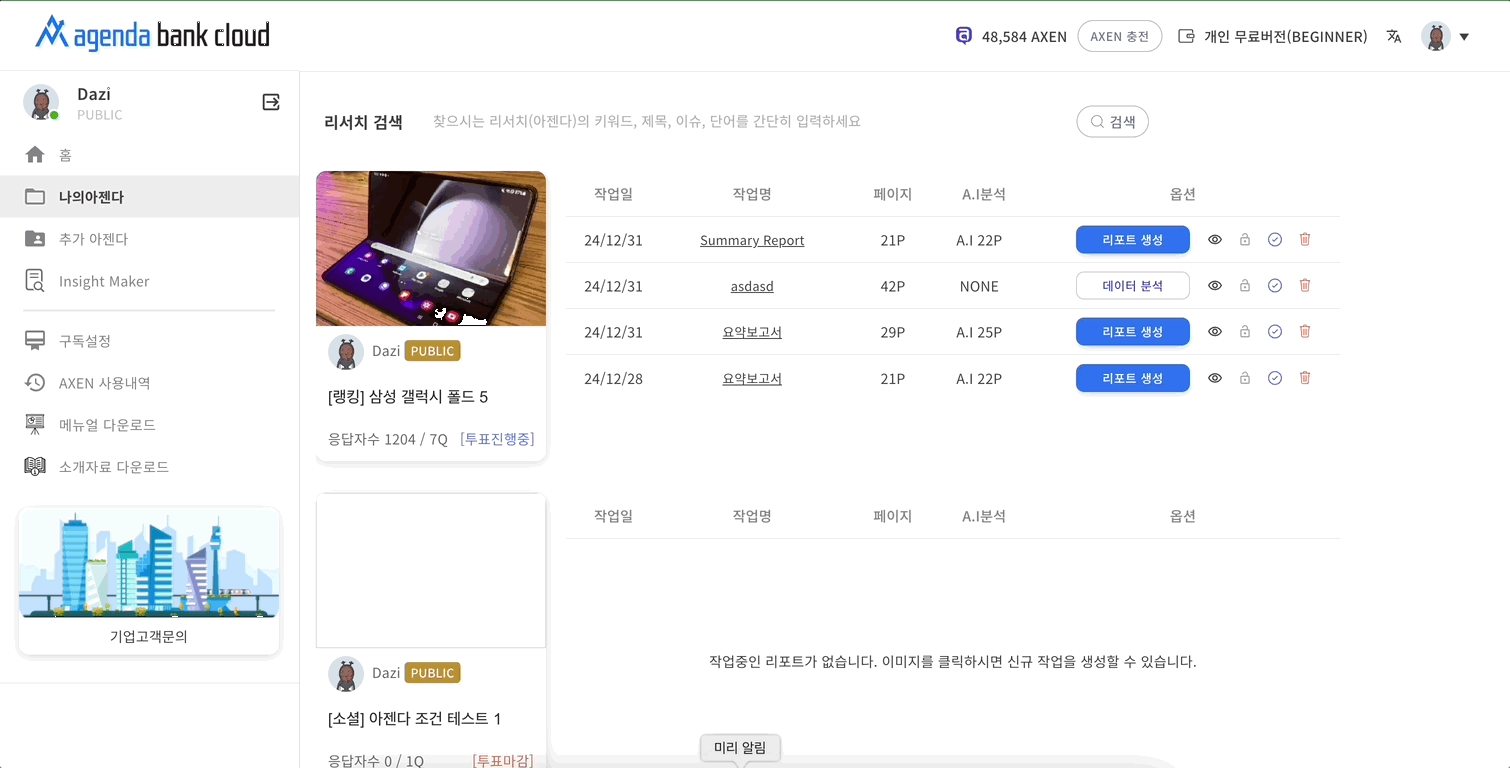 agenda bank cloud
48,584 AXEN
AXEN 충전
개인 무료버전(BEGINNER)
Dazi
PUBLIC
홈
나의아젠다
추가 아젠다
Insight Maker
구독설정
AXEN 사용내역
메뉴얼 다운로드
소개자료 다운로드
기업고객문의
리서치 검색 찾으시는 리서치(아젠다)의 키워드, 제목, 이슈, 단어를 간단히 입력하세요 검색
Dazi PUBLIC
[랭킹] 삼성 갤럭시 폴드 5
응답자수 1204 / 7Q [투표진행중]
작업일 작업명 페이지 A.I분석 옵션
24/12/31 Summary Report 21P A.I 22P 리포트 생성
24/12/31 asdasd 42P NONE 데이터 분석
24/12/31 요약보고서 29P A.I 25P 리포트 생성
24/12/28 요약보고서 21P A.I 22P 리포트 생성
Dazi PUBLIC
[소셜] 아젠다 조건 테스트 1
응답자수 0 / 1Q [투표마감]
작업일 작업명 페이지 A.I분석 옵션
작업중인 리포트가 없습니다. 이미지를 클릭하시면 신규 작업을 생성할 수 있습니다.
미리 알림